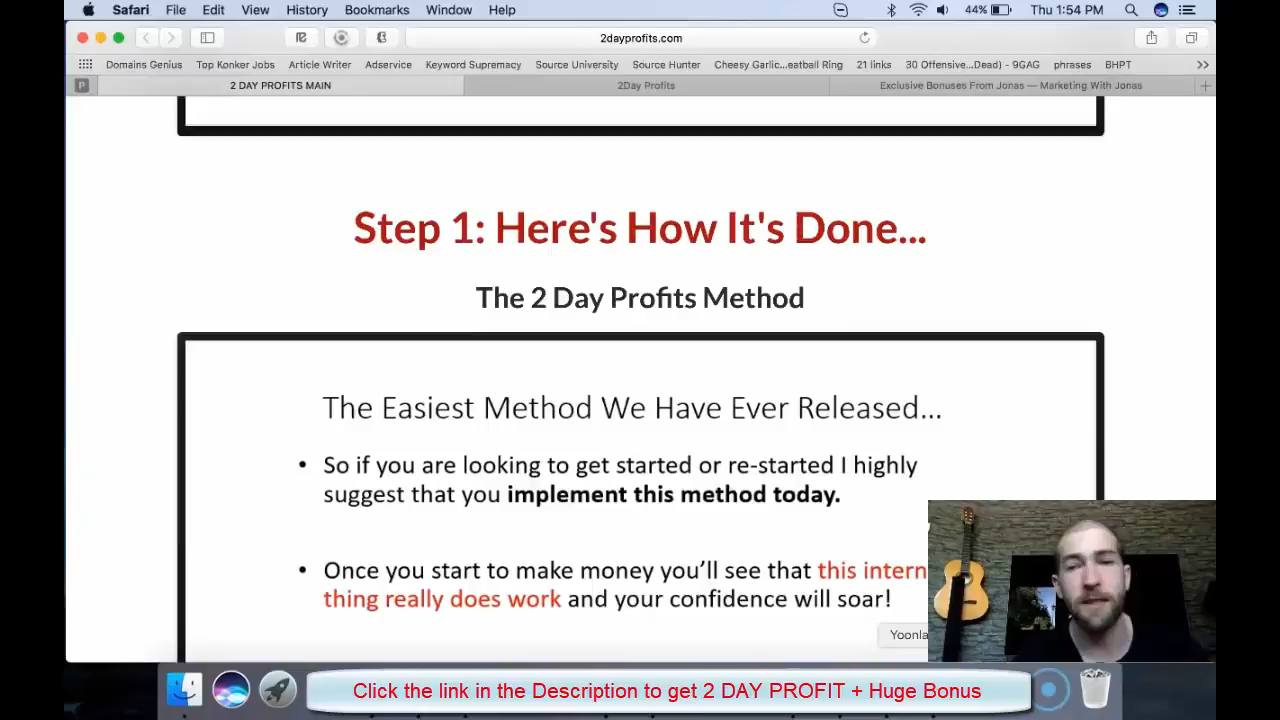 Safari File Edit View History Bookmarks Window Help 44% Thu 1:54 PM
2dayprofits.com
Domains Genius Top Konker Jobs Article Writer Adservice Keyword Supremacy Source University Source Hunter Cheesy Garlic...eatball Ring 21 links 30 Offensive...Dead) - 9GAG phrases BHPT
P 2 DAY PROFITS MAIN 2Day Profits Exclusive Bonuses From Jonas — Marketing With Jonas
Step 1: Here's How It's Done...
The 2 Day Profits Method
The Easiest Method We Have Ever Released...
• So if you are looking to get started or re-started I highly
suggest that you implement this method today.
• Once you start to make money you'll see that this intern
thing really does work and your confidence will soar!
Yoonla
Click the link in the Description to get 2 DAY PROFIT + Huge Bonus